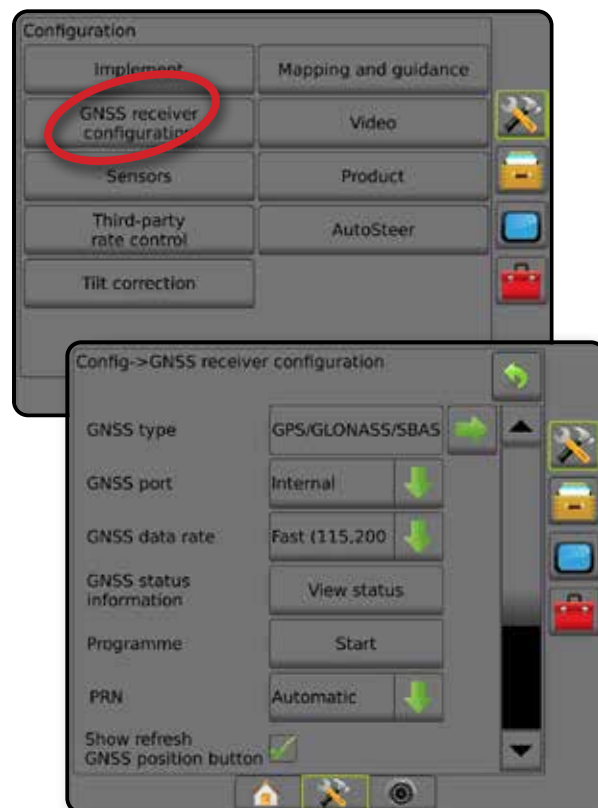 Configuration
Implement
Mapping and guidance
GNSS receiver
configuration
Video
Sensors
Product
Third-party
rate control
AutoSteer
Tilt correction
Config->GNSS receiver configuration
GNSS type
GPS/GLONASS/SBAS
GNSS port
Internal
GNSS data rate
Fast (115,200
GNSS status
information
View status
Programme
Start
PRN
Automatic
Show refresh
GNSS position button